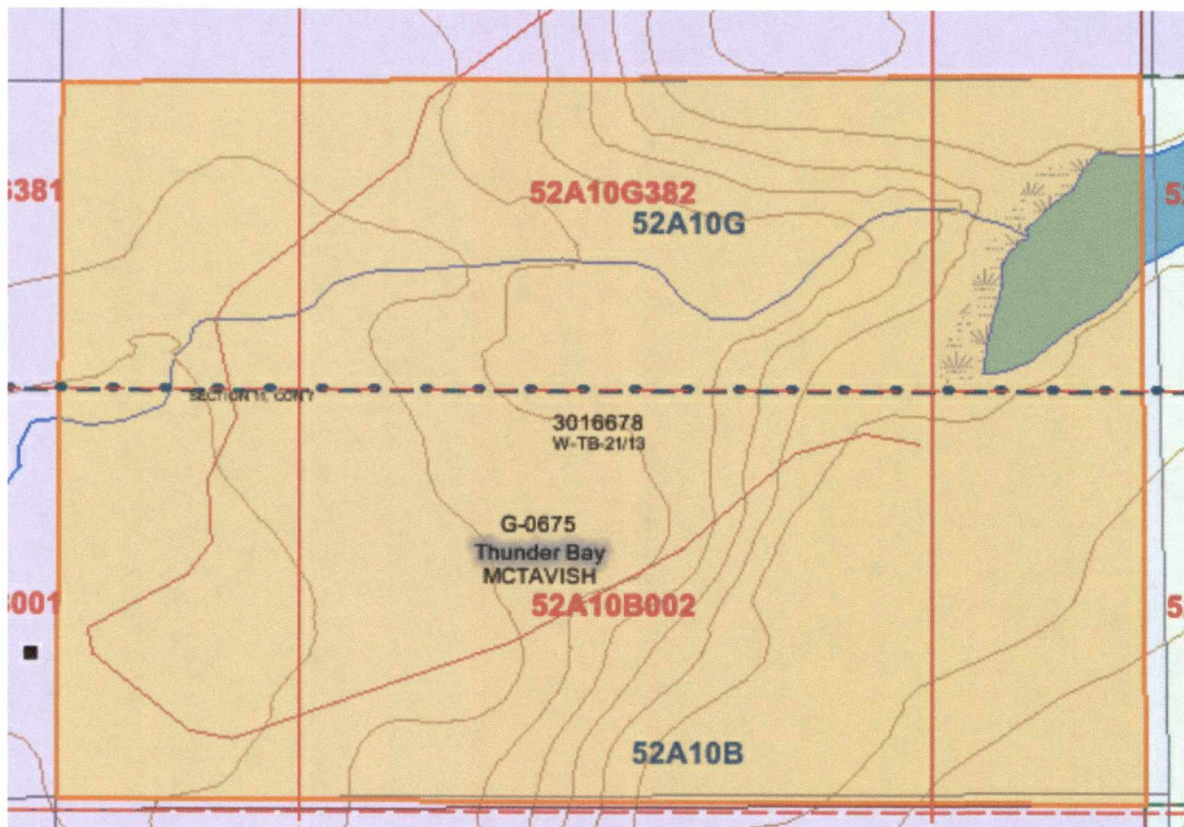 52A10G382
52A10G
SECTION 11, CON 7
3016678
W-TB-21/13
G-0675
Thunder Bay
MCTAVISH
52A10B002
52A10B